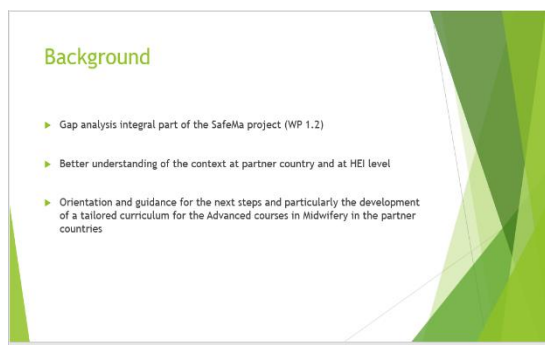 Background
Gap analysis integral part of the SafeMa project (WP 1.2)
Better understanding of the context at partner country and at HEI level
Orientation and guidance for the next steps and particularly the development
of a tailored curriculum for the Advanced courses in Midwifery in the partner
countries